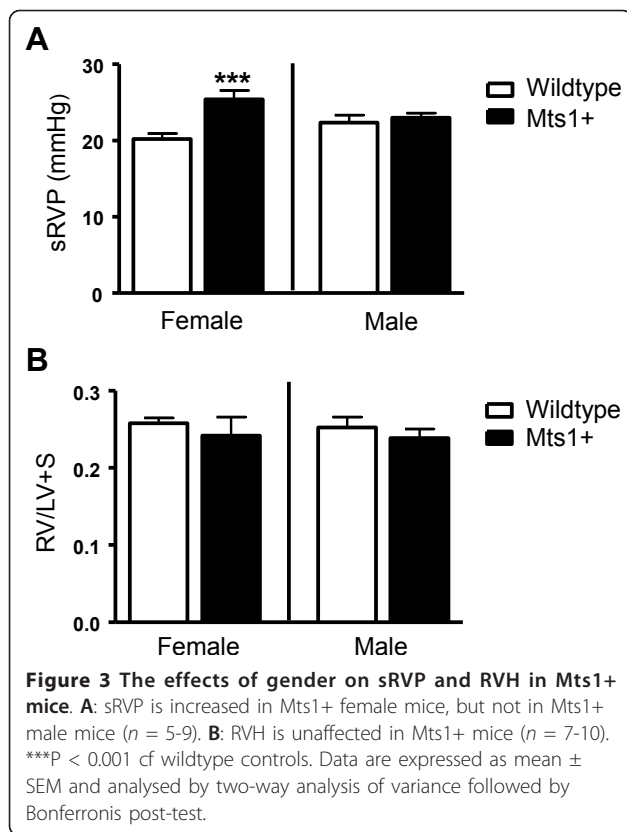 A
sRVP (mmHg)
30
20
10
0
***
Wildtype
Mts1+
Female
Male
B
RV/LV+S
0.3
0.2
0.1
0.0
Wildtype
Mts1+
Female
Male
Figure 3 The effects of gender on sRVP and RVH in Mts1+
mice. A: sRVP is increased in Mts1+ female mice, but not in Mts1+
male mice (n = 5-9). B: RVH is unaffected in Mts1+ mice (n = 7-10).
***P < 0.001 cf wildtype controls. Data are expressed as mean ±
SEM and analysed by two-way analysis of variance followed by
Bonferronis post-test.